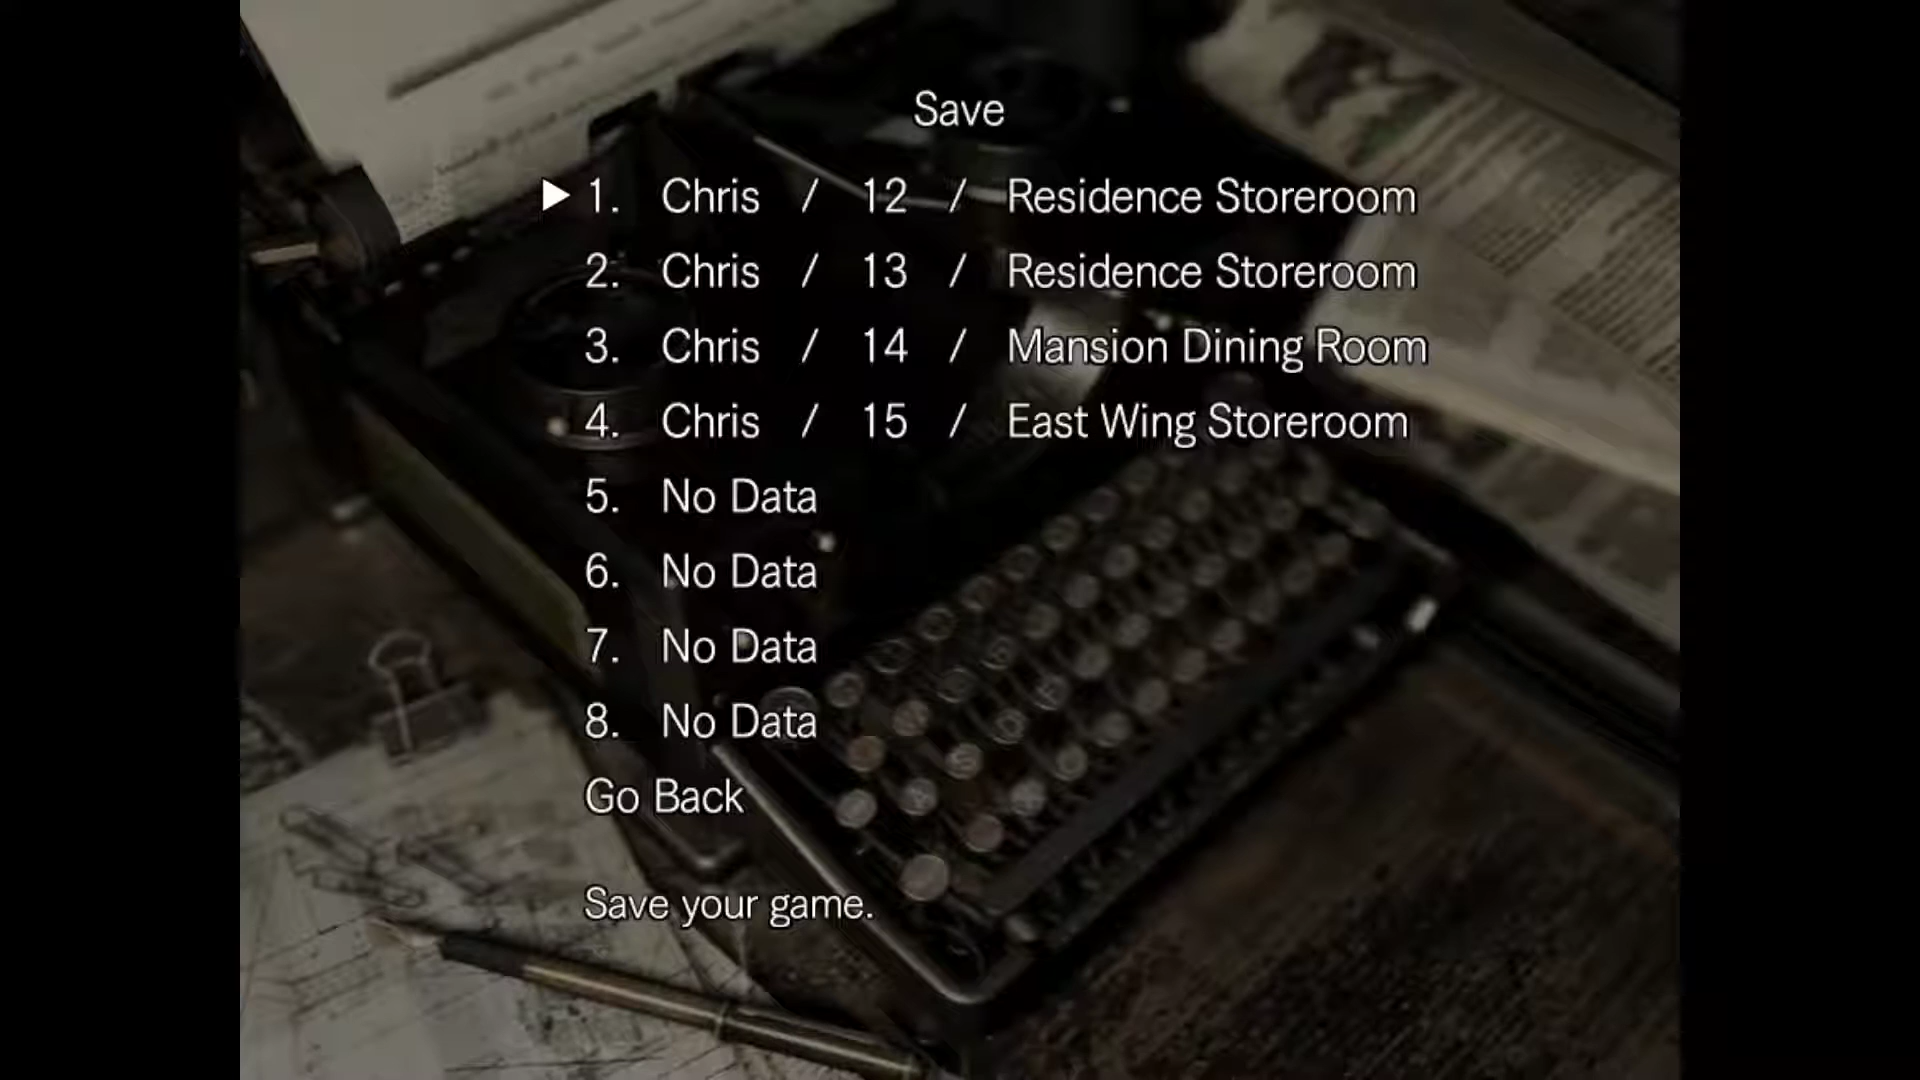 Save
1. Chris / 12 / Residence Storeroom
2. Chris / 13 / Residence Storeroom
3. Chris / 14 / Mansion Dining Room
4. Chris / 15 / East Wing Storeroom
5. No Data
6. No Data
7. No Data
8. No Data
Go Back
Save your game.